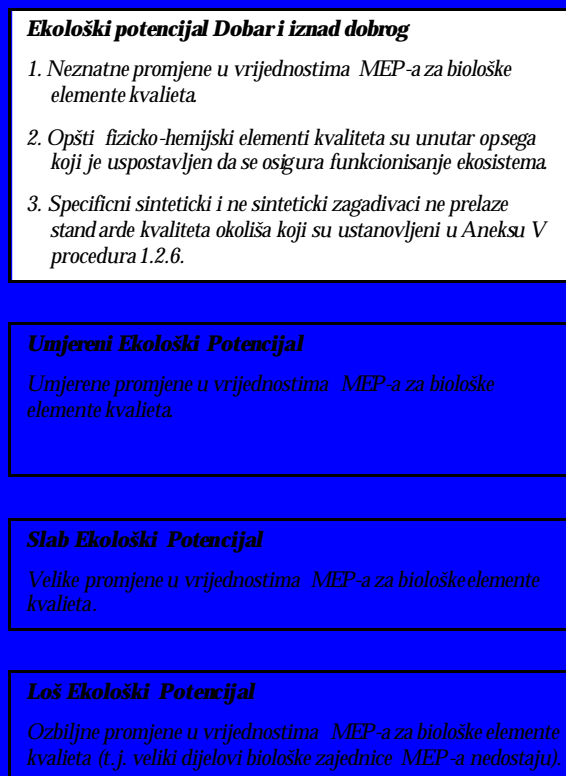 Ekološki potencijal Dobar i iznad dobrog
1. Neznatne promjene u vrijednostima MEP-a za biološke
elemente kvalieta.
2. Opšti fizicko-hemijski elementi kvaliteta su unutar opsega
koji je uspostavljen da se osigura funkcionisanje ekosistema.
3. Specificni sinteticki i ne sinteticki zagadivaci ne prelaze
standarde kvaliteta okoliša koji su ustanovljeni u Aneksu V
procedura 1.2.6.
Umjereni Ekološki Potencijal
Umjerene promjene u vrijednostima MEP-a za biološke
elemente kvalieta.
Slab Ekološki Potencijal
Velike promjene u vrijednostima MEP-a za biološke elemente
kvalieta.
Loš Ekološki Potencijal
Ozbiljne promjene u vrijednostima MEP-a za biološke elemente
kvalieta (t.j. veliki dijelovi biološke zajednice MEP-a nedostaju).